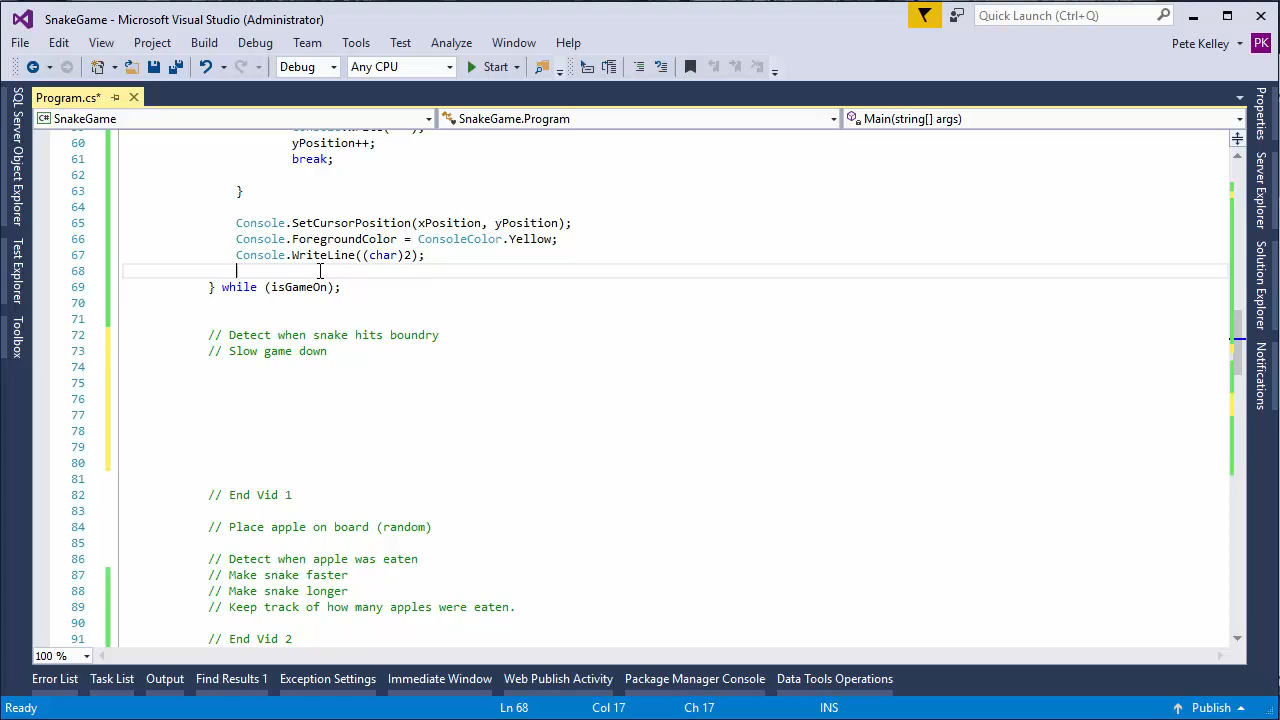 SnakeGame - Microsoft Visual Studio (Administrator)
Quick Launch (Ctrl+Q)
File Edit View Project Build Debug Team Tools Test Analyze Window Help
Pete Kelley PK
Debug Any CPU Start
Program.cs*
SnakeGame SnakeGame.Program Main(string[] args)
60 yPosition++;
61 break;
62
63 }
64
65 Console.SetCursorPosition(xPosition, yPosition);
66 Console.ForegroundColor = ConsoleColor.Yellow;
67 Console.WriteLine((char)2);
68
69 } while (isGameOn);
70
71
72 // Detect when snake hits boundry
73 // Slow game down
74
75
76
77
78
79
80
81
82 // End Vid 1
83
84 // Place apple on board (random)
85
86 // Detect when apple was eaten
87 // Make snake faster
88 // Make snake longer
89 // Keep track of how many apples were eaten.
90
91 // End Vid 2
100 %
SQL Server Object Explorer
Test Explorer
Toolbox
Properties
Server Explorer
Solution Explorer
Notifications
Error List Task List Output Find Results 1 Exception Settings Immediate Window Web Publish Activity Package Manager Console Data Tools Operations
Ready Ln 68 Col 17 Ch 17 INS Publish